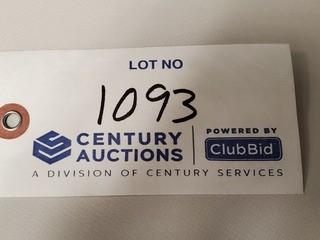 LOT NO
1093
CENTURY AUCTIONS
POWERED BY
ClubBid
A DIVISION OF CENTURY SERVICES